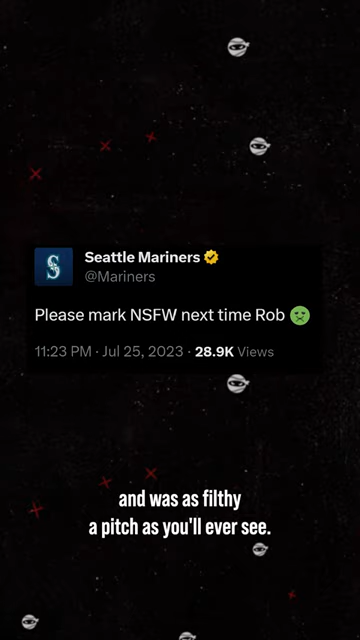 Seattle Mariners
@Mariners
Please mark NSFW next time Rob 🤢
11:23 PM · Jul 25, 2023 · 28.9K Views
and was as filthy
a pitch as you'll ever see.